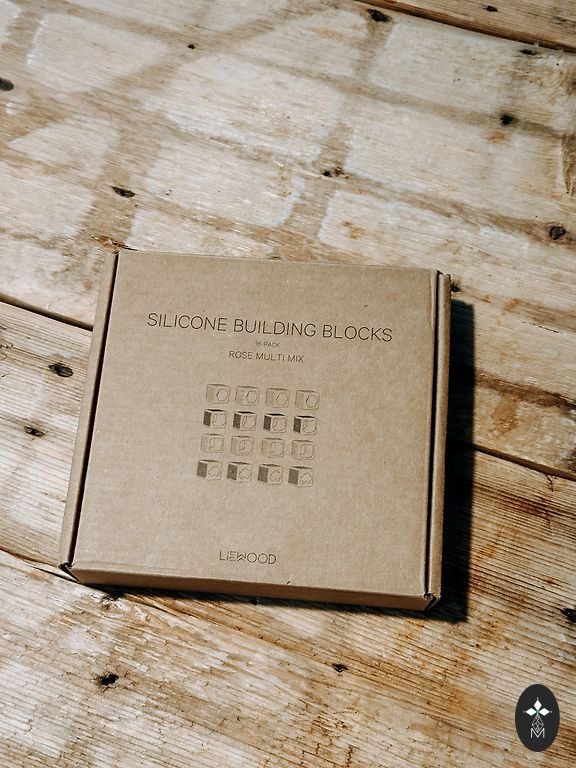 SILICONE BUILDING BLOCKS
16-PACK
ROSE MULTI MIX
LIEWOOD